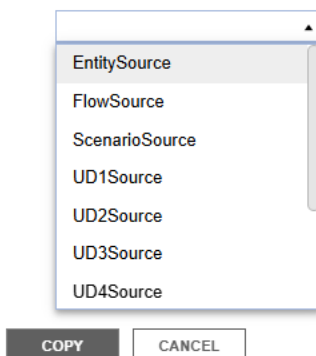 EntitySource
FlowSource
ScenarioSource
UD1Source
UD2Source
UD3Source
UD4Source
COPY CANCEL